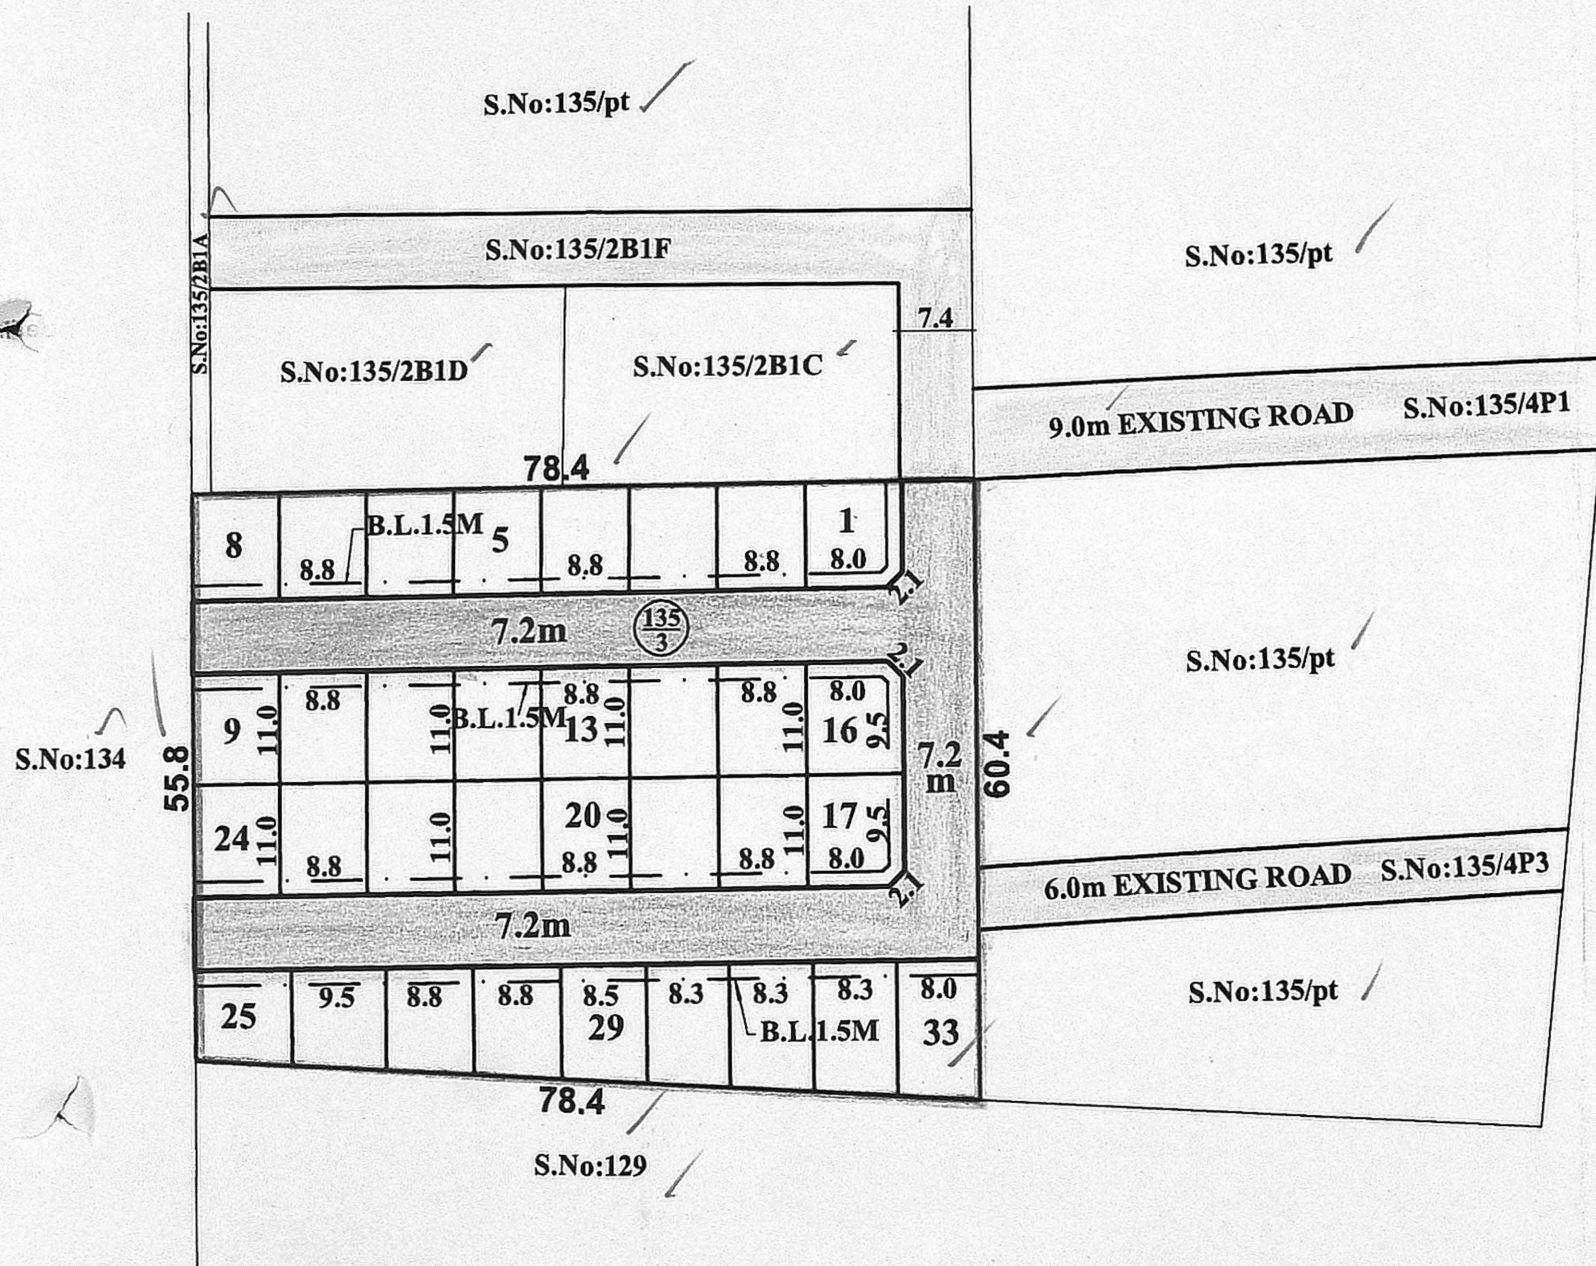 S.No:135/pt
S.No:135/2B1A
S.No:135/2B1F
S.No:135/pt
7.4
S.No:135/2B1D
S.No:135/2B1C
9.0m EXISTING ROAD
S.No:135/4P1
78.4
8
B.L.1.5M
5
1
8.8
8.8
8.8
8.0
2.1
7.2m
135
3
2.1
S.No:135/pt
8.8
8.8
8.8
8.0
B.L.1.5M
9
11.0
11.0
13
11.0
11.0
16
9.5
S.No:134
55.8
7.2
m
60.4
24
11.0
11.0
20
11.0
11.0
17
9.5
8.8
8.8
8.8
8.0
2.1
6.0m EXISTING ROAD
S.No:135/4P3
7.2m
9.5
8.8
8.8
8.5
8.3
8.3
8.3
8.0
25
29
B.L.1.5M
33
S.No:135/pt
78.4
S.No:129